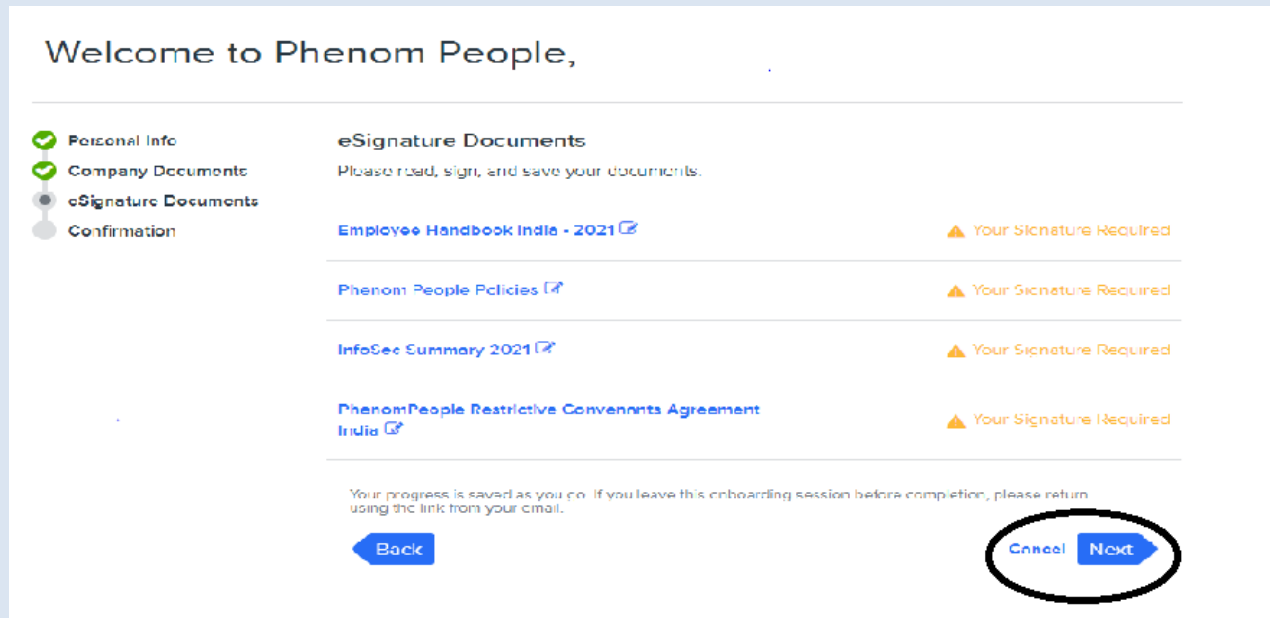 Welcome to Phenom People,
Personal Info
Company Documents
eSignature Documents
Confirmation
eSignature Documents
Please read, sign, and save your documents.
Employee Handbook India - 2021
Your Signature Required
Phenom People Policies
Your Signature Required
InfoSec Summary 2021
Your Signature Required
PhenomPeople Restrictive Convenants Agreement
India
Your Signature Required
Your progress is saved as you go. If you leave this onboarding session before completion, please return
using the link from your email.
Back
Cancel
Next